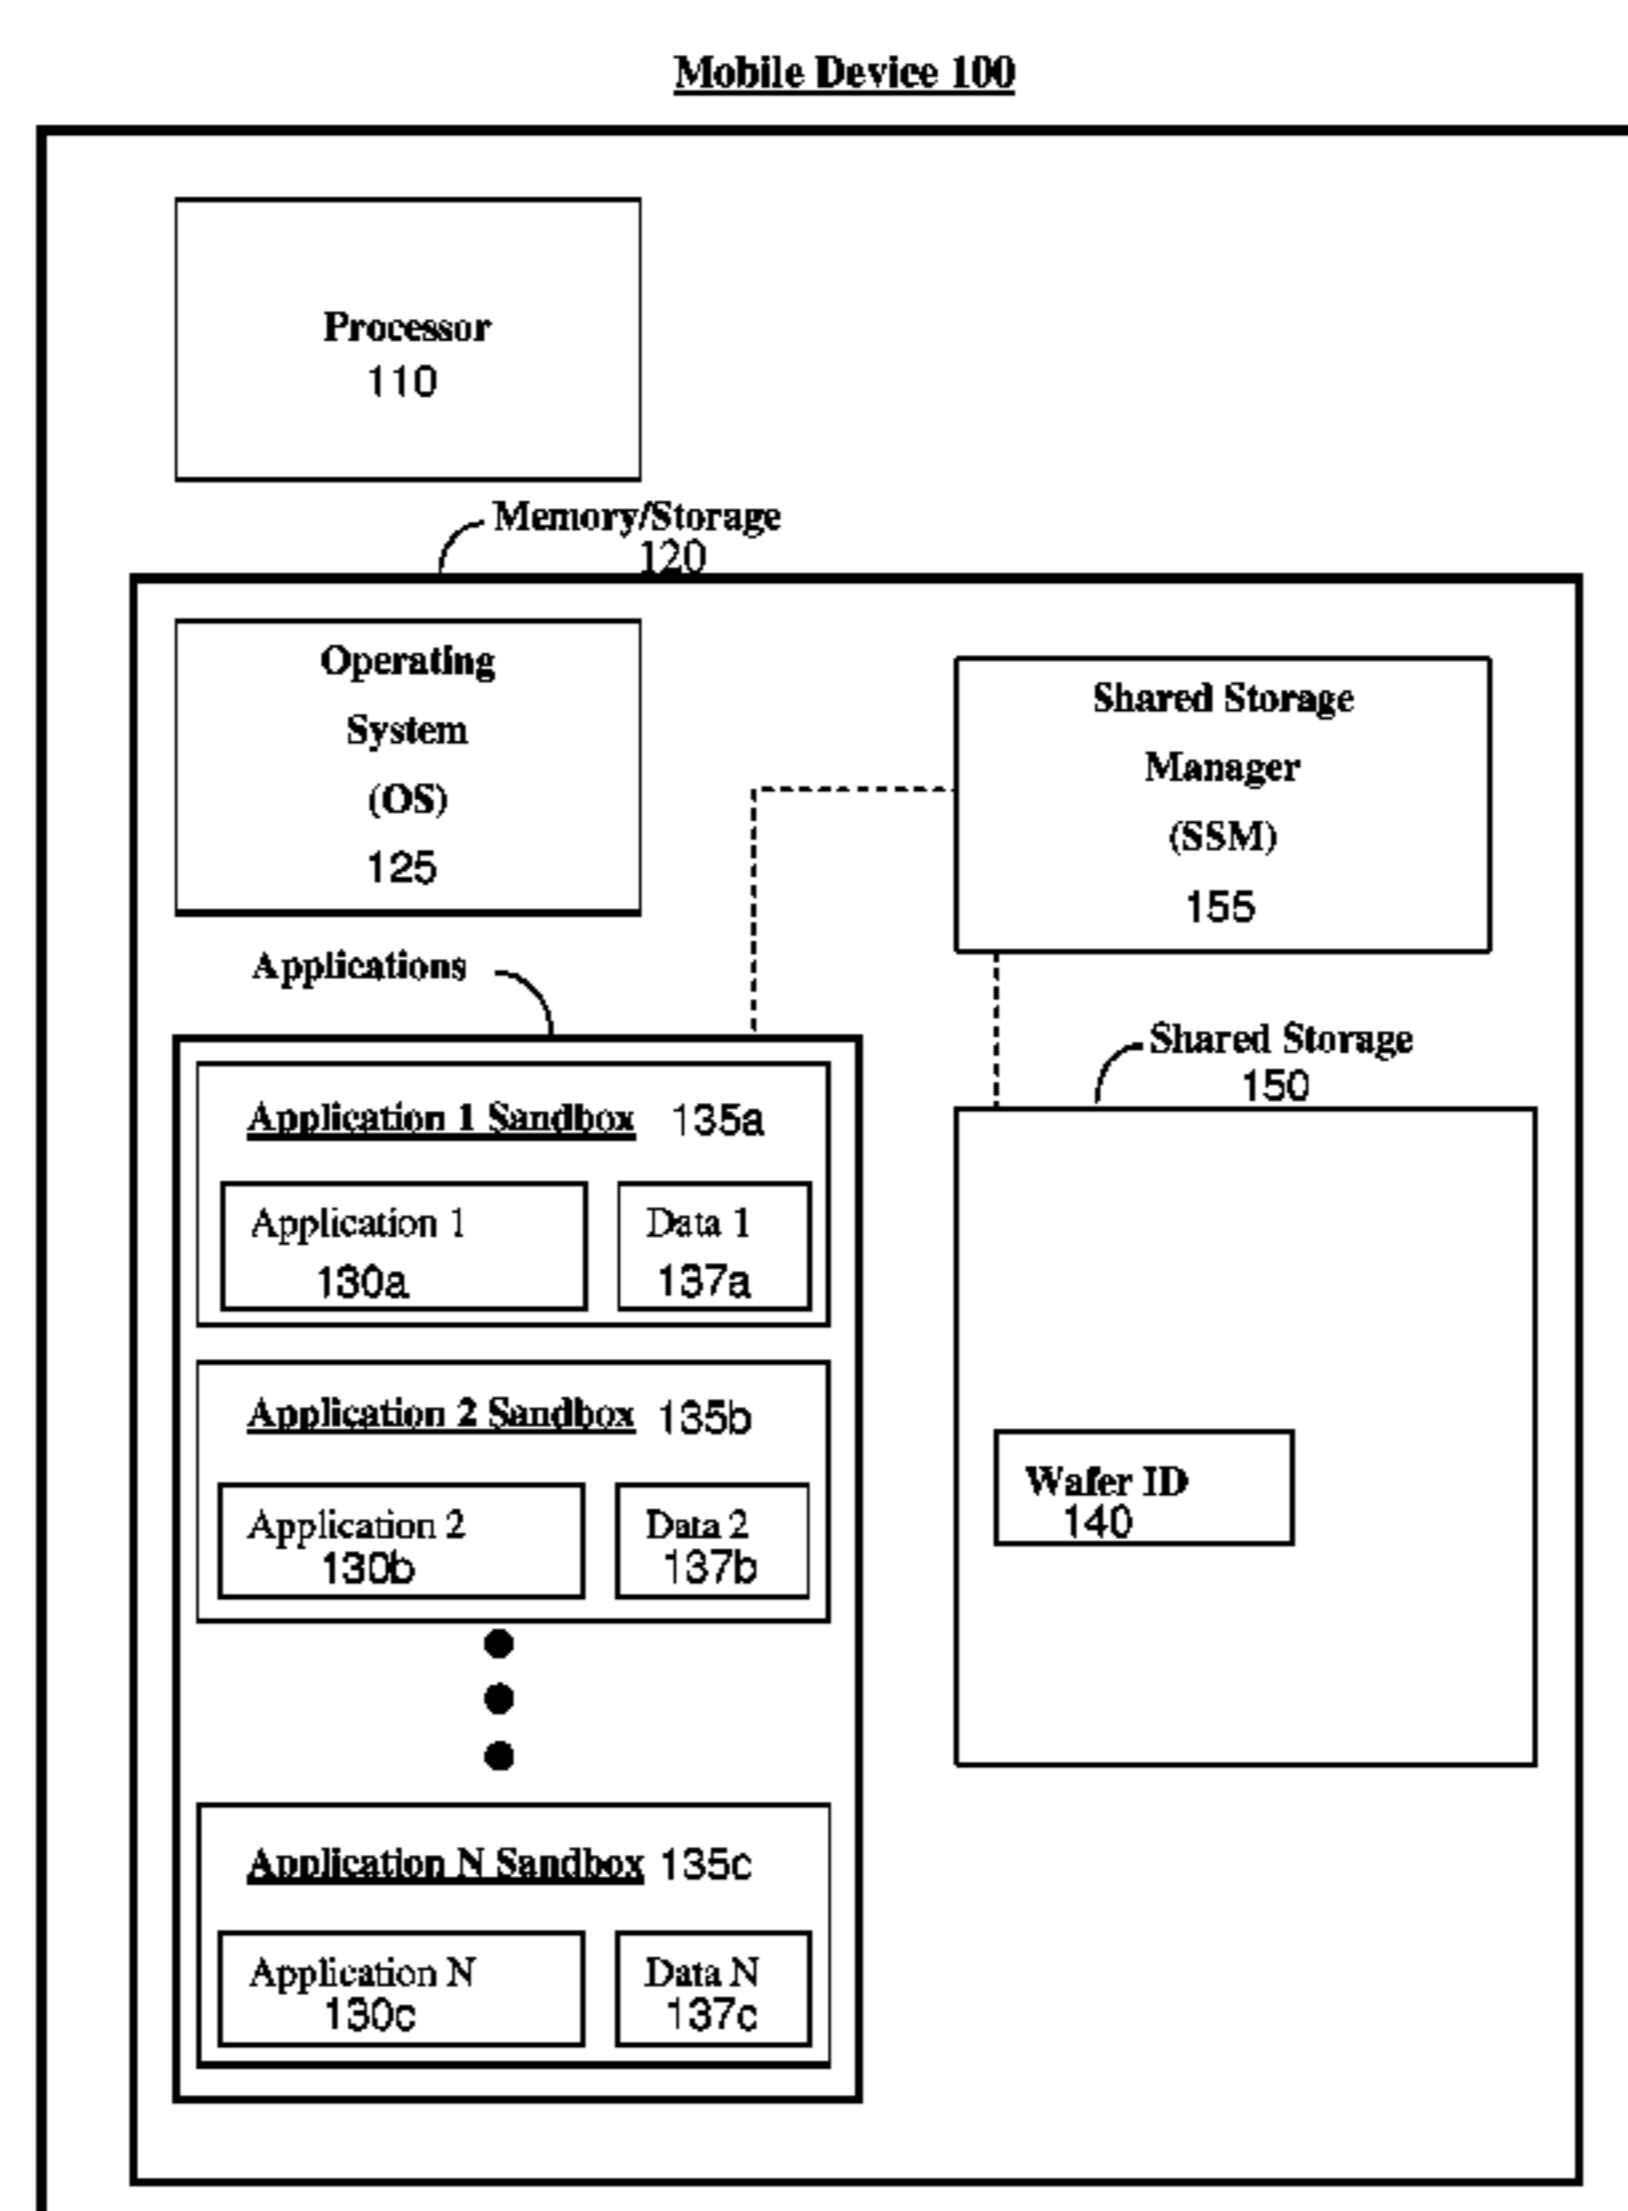 Mobile Device 100
Processor
110
Memory/Storage
120
Operating
System
(OS)
125
Shared Storage
Manager
(SSM)
155
Applications
Shared Storage
150
Application 1 Sandbox 135a
Application 1
130a
Data 1
137a
Application 2 Sandbox 135b
Application 2
130b
Data 2
137b
Wafer ID
140
Application N Sandbox 135c
Application N
130c
Data N
137c